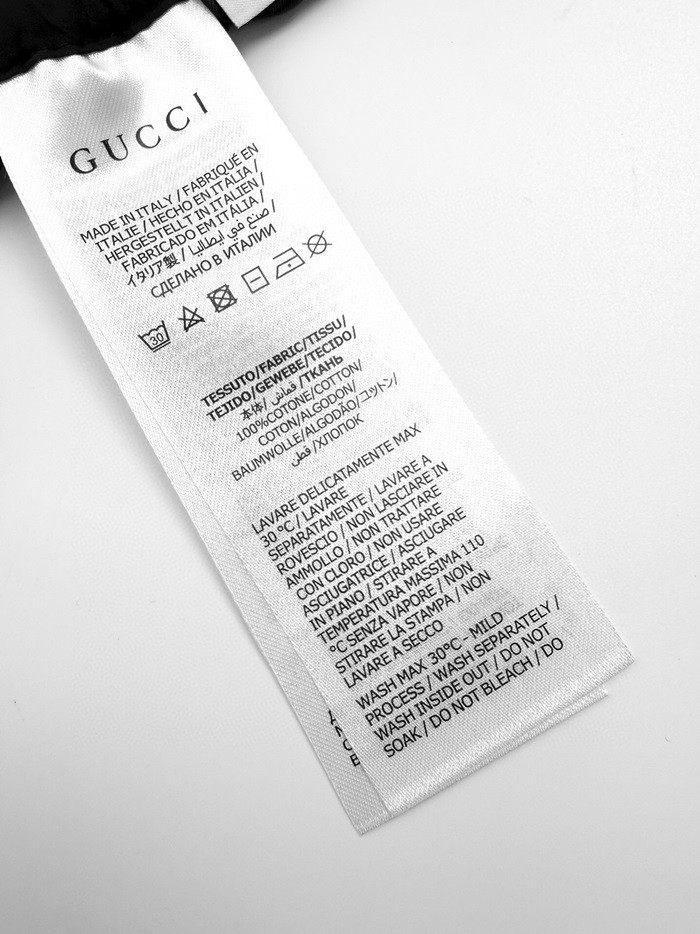 GUCCI
MADE IN ITALY / FABRIQUÉ EN
ITALIE / HECHO EN ITALIA /
HERGESTELLT IN ITALIEN /
FABRICADO EM ITÁLIA /
イタリア製 / صنع في ايطاليا /
СДЕЛАНО В ИТАЛИИ
30
TESSUTO/FABRIC/TISSU/
TEJIDO/GEWEBE/TECIDO/
本体/ قماش /ТКАНЬ
100%COTONE/COTTON/
COTON/ALGODON/
BAUMWOLLE/ALGODÃO/コットン/
قطن /ХЛОПОК
LAVARE DELICATAMENTE MAX
30 °C / LAVARE
SEPARATAMENTE / LAVARE A
ROVESCIO / NON LASCIARE IN
AMMOLLO / NON TRATTARE
CON CLORO / NON USARE
ASCIUGATRICE / ASCIUGARE
IN PIANO / STIRARE A
TEMPERATURA MASSIMA 110
°C SENZA VAPORE / NON
STIRARE LA STAMPA / NON
LAVARE A SECCO
WASH MAX 30°C - MILD
PROCESS / WASH SEPARATELY /
WASH INSIDE OUT / DO NOT
SOAK / DO NOT BLEACH / DO